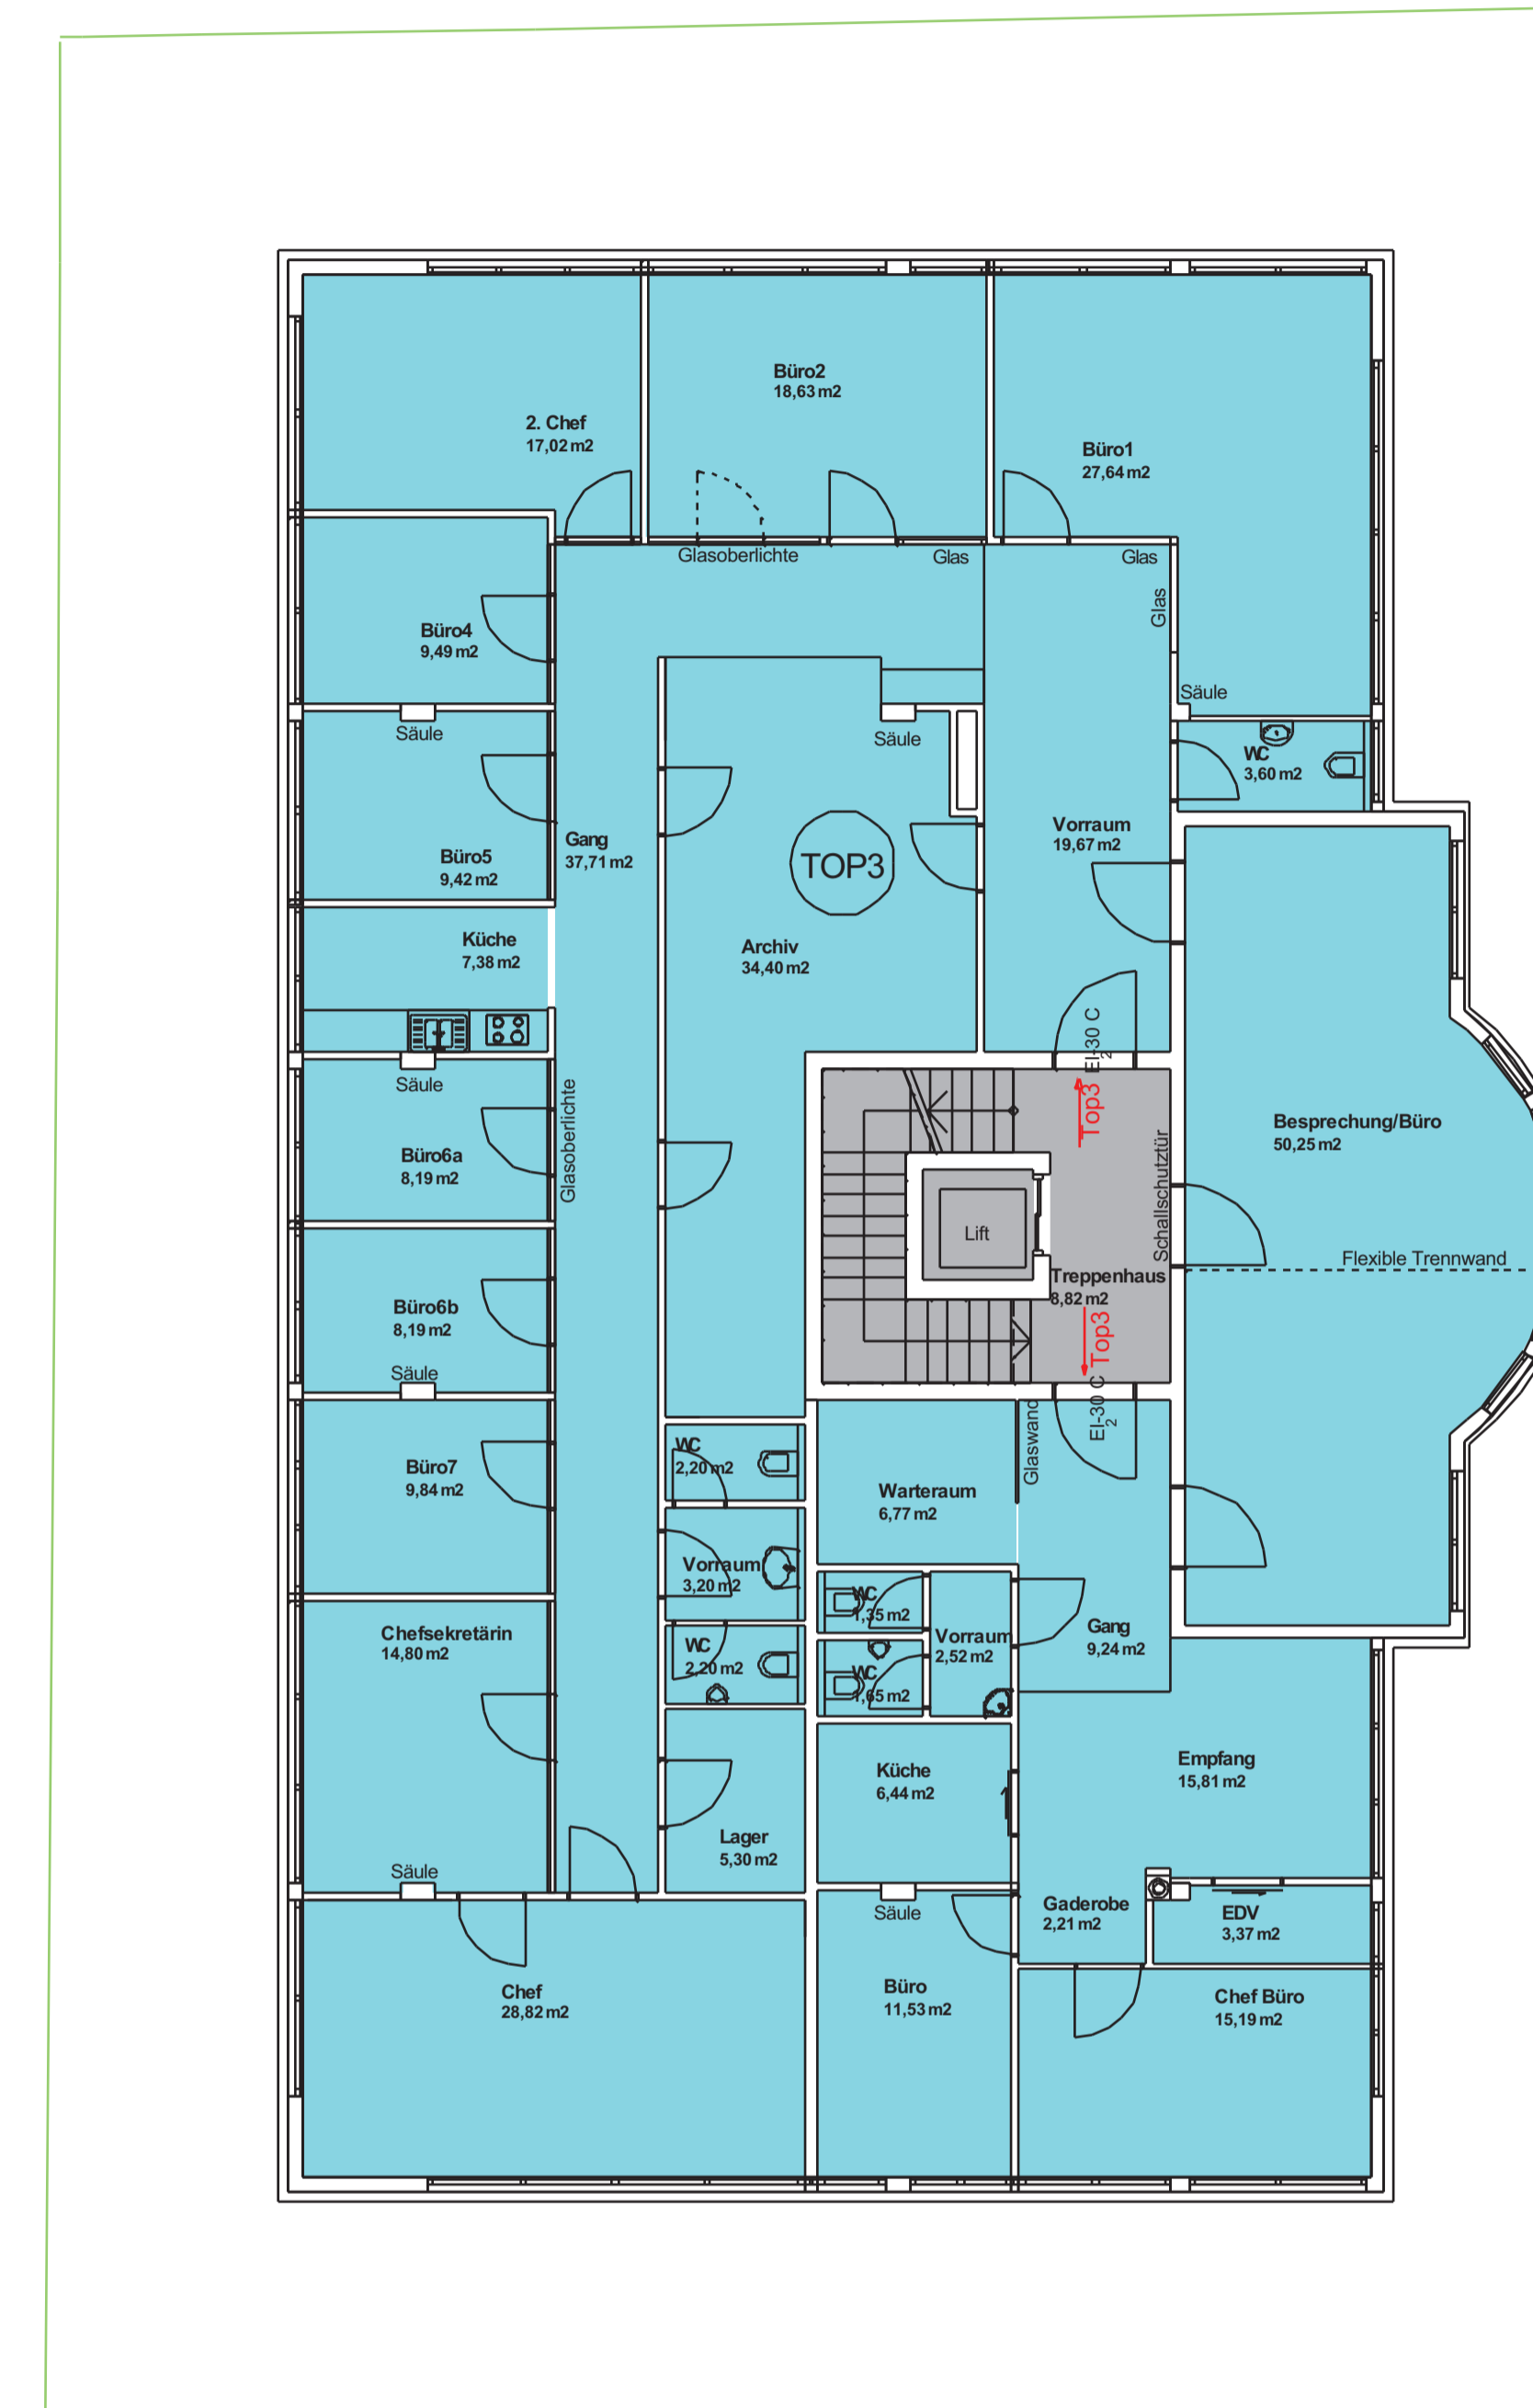 Büro2
18,63 m2
2. Chef
17,02 m2
Büro1
27,64 m2
Glasoberlichte
Glas
Glas
Glas
Büro4
9,49 m2
Säule
Säule
Säule
WC
3,60 m2
Gang
37,71 m2
Vorraum
19,67 m2
Büro5
9,42 m2
TOP3
Küche
7,38 m2
Archiv
34,40 m2
Säule
EI-30 C
2
Top3
Besprechung/Büro
50,25 m2
Büro6a
8,19 m2
Glasoberlichte
Schallschutztür
Lift
Flexible Trennwand
Treppenhaus
8,82 m2
Büro6b
8,19 m2
Top3
Säule
EI-30 C
2
Glaswand
WC
2,20 m2
Büro7
9,84 m2
Warteraum
6,77 m2
Vorraum
3,20 m2
WC
1,35 m2
Chefsekretärin
14,80 m2
WC
2,20 m2
Vorraum
2,52 m2
Gang
9,24 m2
WC
1,65 m2
Küche
6,44 m2
Empfang
15,81 m2
Lager
5,30 m2
Säule
Säule
Gaderobe
2,21 m2
EDV
3,37 m2
Chef
28,82 m2
Büro
11,53 m2
Chef Büro
15,19 m2